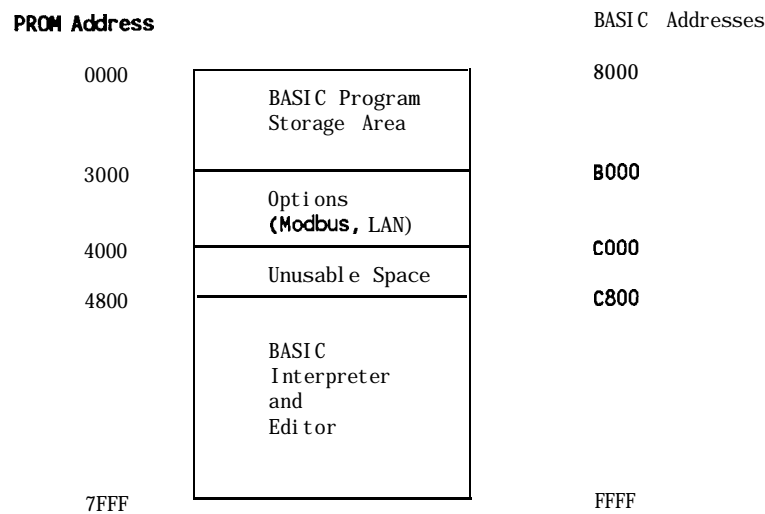 PROM Address BASIC Addresses
0000 8000
BASIC Program
Storage Area
3000 B000
Options
(Modbus, LAN)
4000 C000
Unusable Space
4800 C800
BASIC
Interpreter
and
Editor
7FFF FFFF